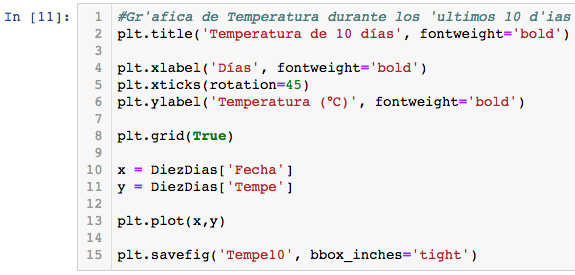 In [11]:
1 #Gr'afica de Temperatura durante los 'ultimos 10 d'ias
2 plt.title('Temperatura de 10 días', fontweight='bold')
3
4 plt.xlabel('Días', fontweight='bold')
5 plt.xticks(rotation=45)
6 plt.ylabel('Temperatura (°C)', fontweight='bold')
7
8 plt.grid(True)
9
10 x = DiezDias['Fecha']
11 y = DiezDias['Tempe']
12
13 plt.plot(x,y)
14
15 plt.savefig('Tempe10', bbox_inches='tight')